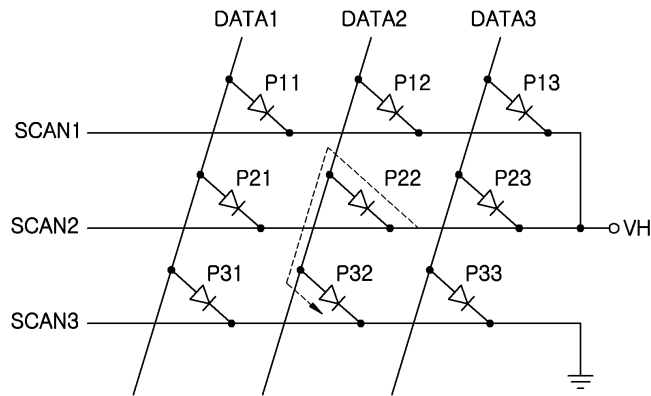 DATA1 DATA2 DATA3
P11 P12 P13
SCAN1
P21 P22 P23
SCAN2 VH
P31 P32 P33
SCAN3